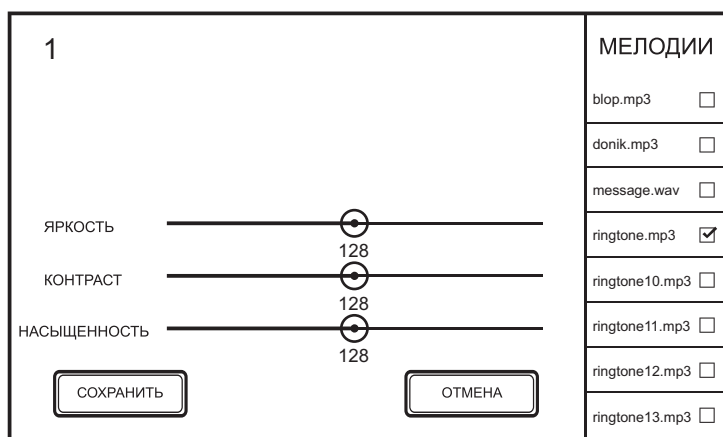 1
ЯРКОСТЬ
128
КОНТРАСТ
128
НАСЫЩЕННОСТЬ
128
СОХРАНИТЬ
ОТМЕНА
МЕЛОДИИ
blop.mp3
donik.mp3
message.wav
ringtone.mp3
ringtone10.mp3
ringtone11.mp3
ringtone12.mp3
ringtone13.mp3